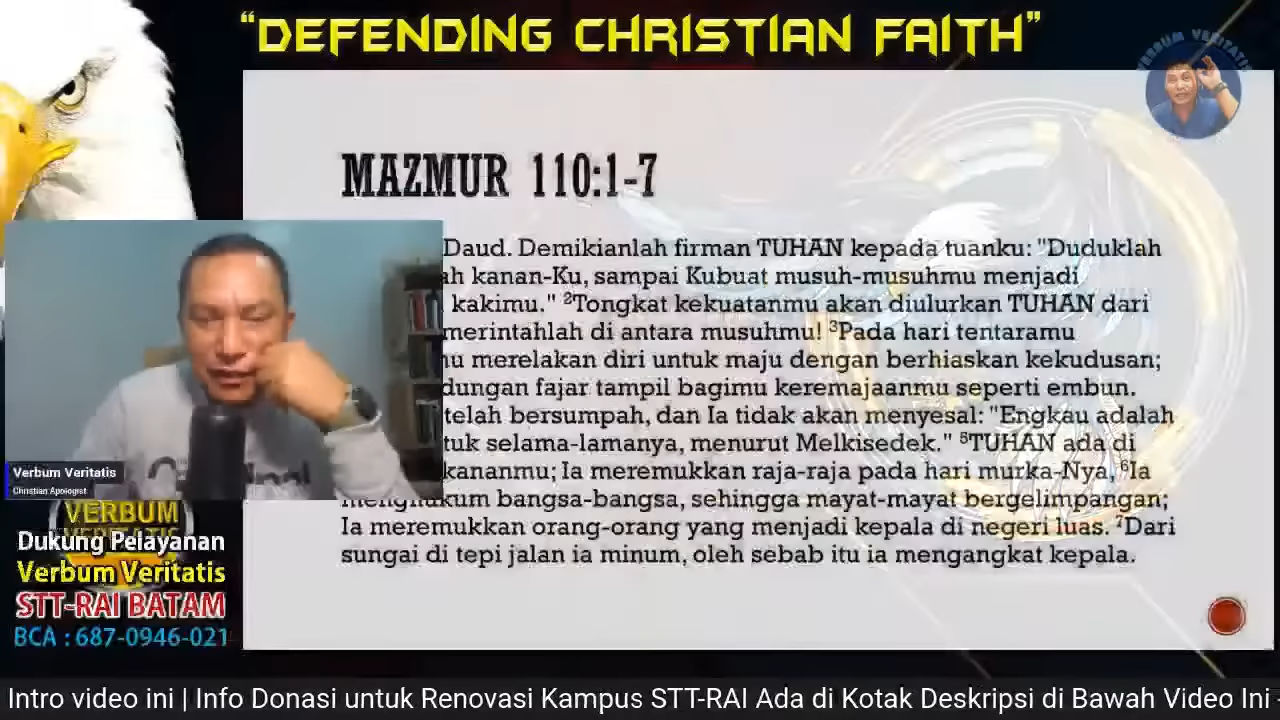 “DEFENDING CHRISTIAN FAITH”
VERBUM VERITATIS
MAZMUR 110:1-7
Daud. Demikianlah firman TUHAN kepada tuanku: "Duduklah
kanan-Ku, sampai Kubuat musuh-musuhmu menjadi
kakimu." ²Tongkat kekuatanmu akan diulurkan TUHAN dari
merintahlah di antara musuhmu! ³Pada hari tentaramu
merelakan diri untuk maju dengan berhiaskan kekudusan;
dungan fajar tampil bagimu keremajaanmu seperti embun.
telah bersumpah, dan Ia tidak akan menyesal: "Engkau adalah
tuk selama-lamanya, menurut Melkisedek." ⁵TUHAN ada di
kananmu; Ia meremukkan raja-raja pada hari murka-Nya, ⁶Ia
menghukum bangsa-bangsa, sehingga mayat-mayat bergelimpangan;
Ia meremukkan orang-orang yang menjadi kepala di negeri luas. ⁷Dari
sungai di tepi jalan ia minum, oleh sebab itu ia mengangkat kepala.
Verbum Veritatis
Christian Apologist
VERBUM
VERITATIS
Dukung Pelayanan
Verbum Veritatis
STT-RAI BATAM
BCA : 687-0946-021
Intro video ini | Info Donasi untuk Renovasi Kampus STT-RAI Ada di Kotak Deskripsi di Bawah Video Ini